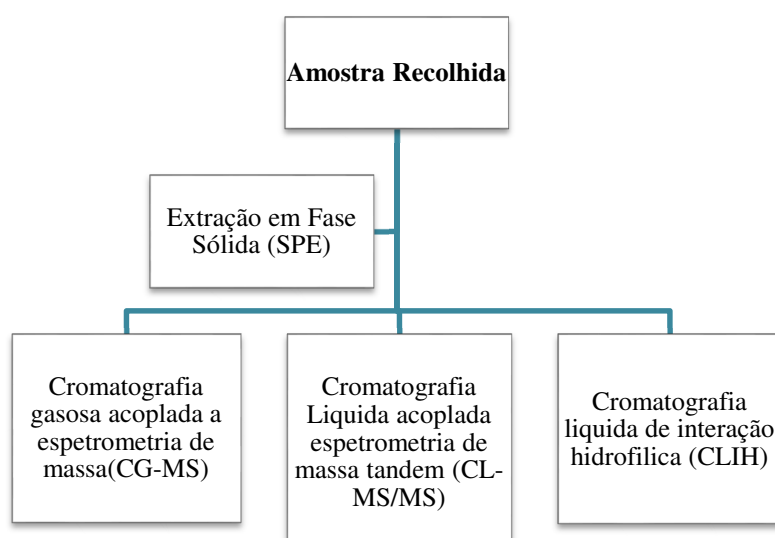 Amostra Recolhida
Extração em Fase
Sólida (SPE)
Cromatografia
gasosa acoplada a
espetrometria de
massa(CG-MS)
Cromatografia
Liquida acoplada
espetrometria de
massa tandem (CL-
MS/MS)
Cromatografia
liquida de interação
hidrofilica (CLIH)